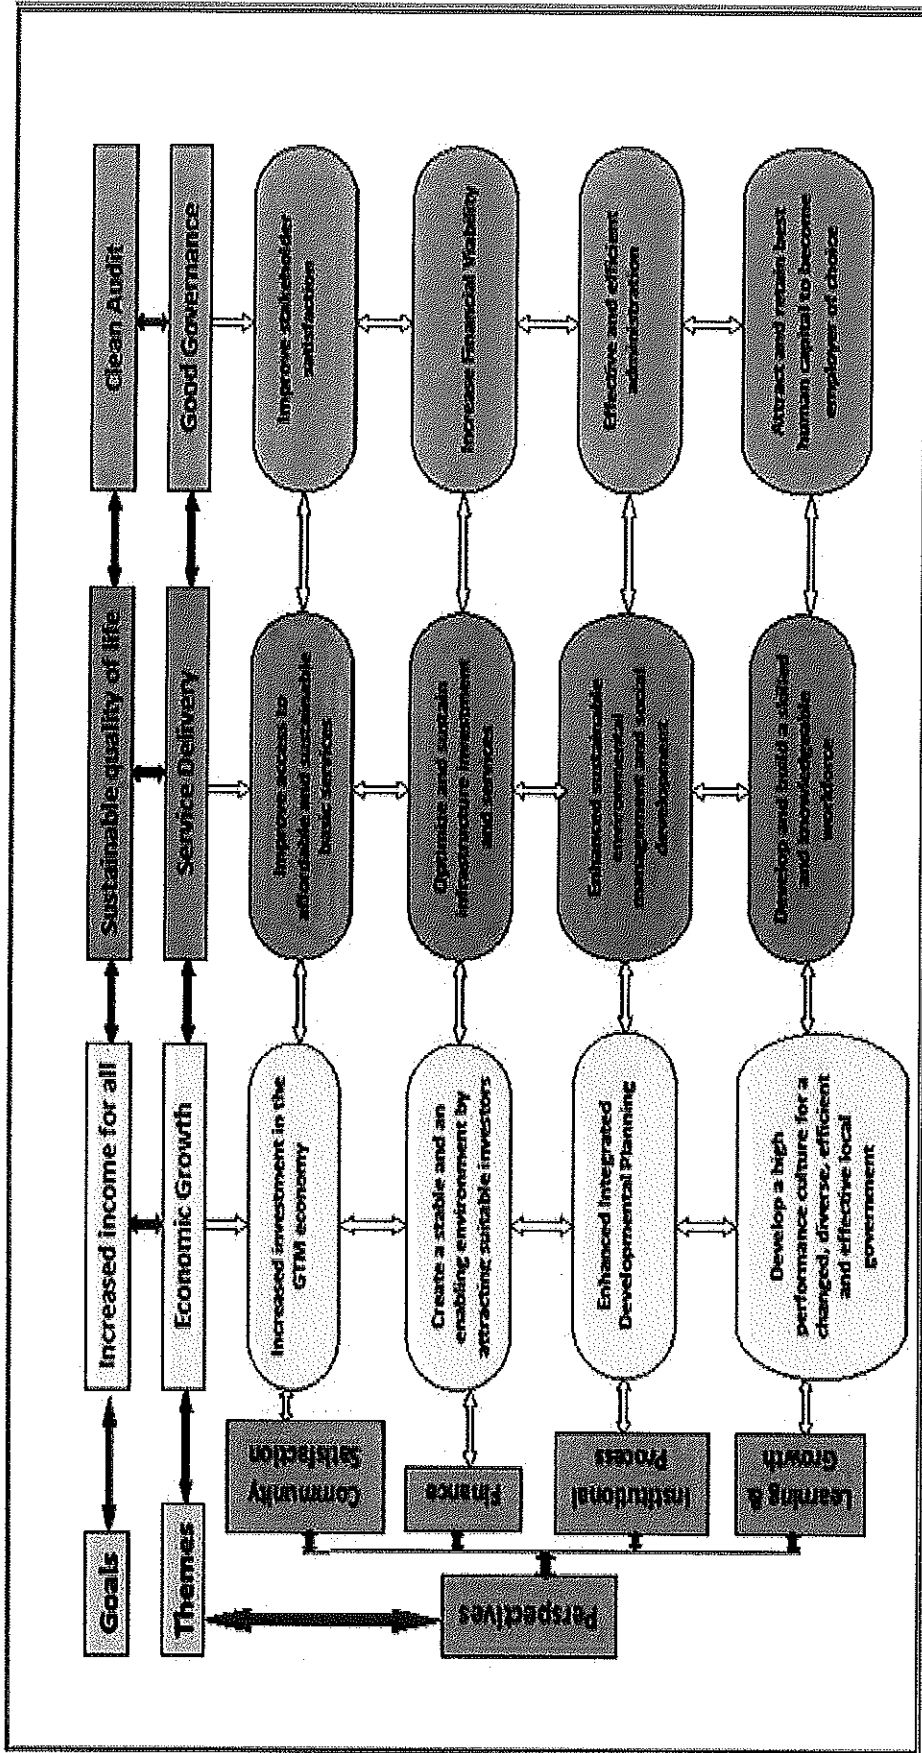 Goals
Increased income for all
Sustainable quality of life
Clean Audit
Themes
Economic Growth
Service Delivery
Good Governance
Perspectives
Community
Satisfaction
Increased investment in the
GTM economy
Improve access to
affordable and sustainable
basic services
Improve stakeholder
satisfaction
Finance
Create a stable and an
enabling environment by
attracting suitable investors
Optimize and sustain
infrastructure investment
and services
Increase Financial Viability
Institutional
Process
Enhanced Integrated
Developmental Planning
Enhanced sustainable
environmental
management and social
development
Effective and efficient
administration
Learning &
Growth
Develop a high
performance culture for a
changed, diverse, efficient
and effective local
government
Develop and build a skilled
and knowledgeable
workforce
Attract and retain best
human capital to become
employer of choice